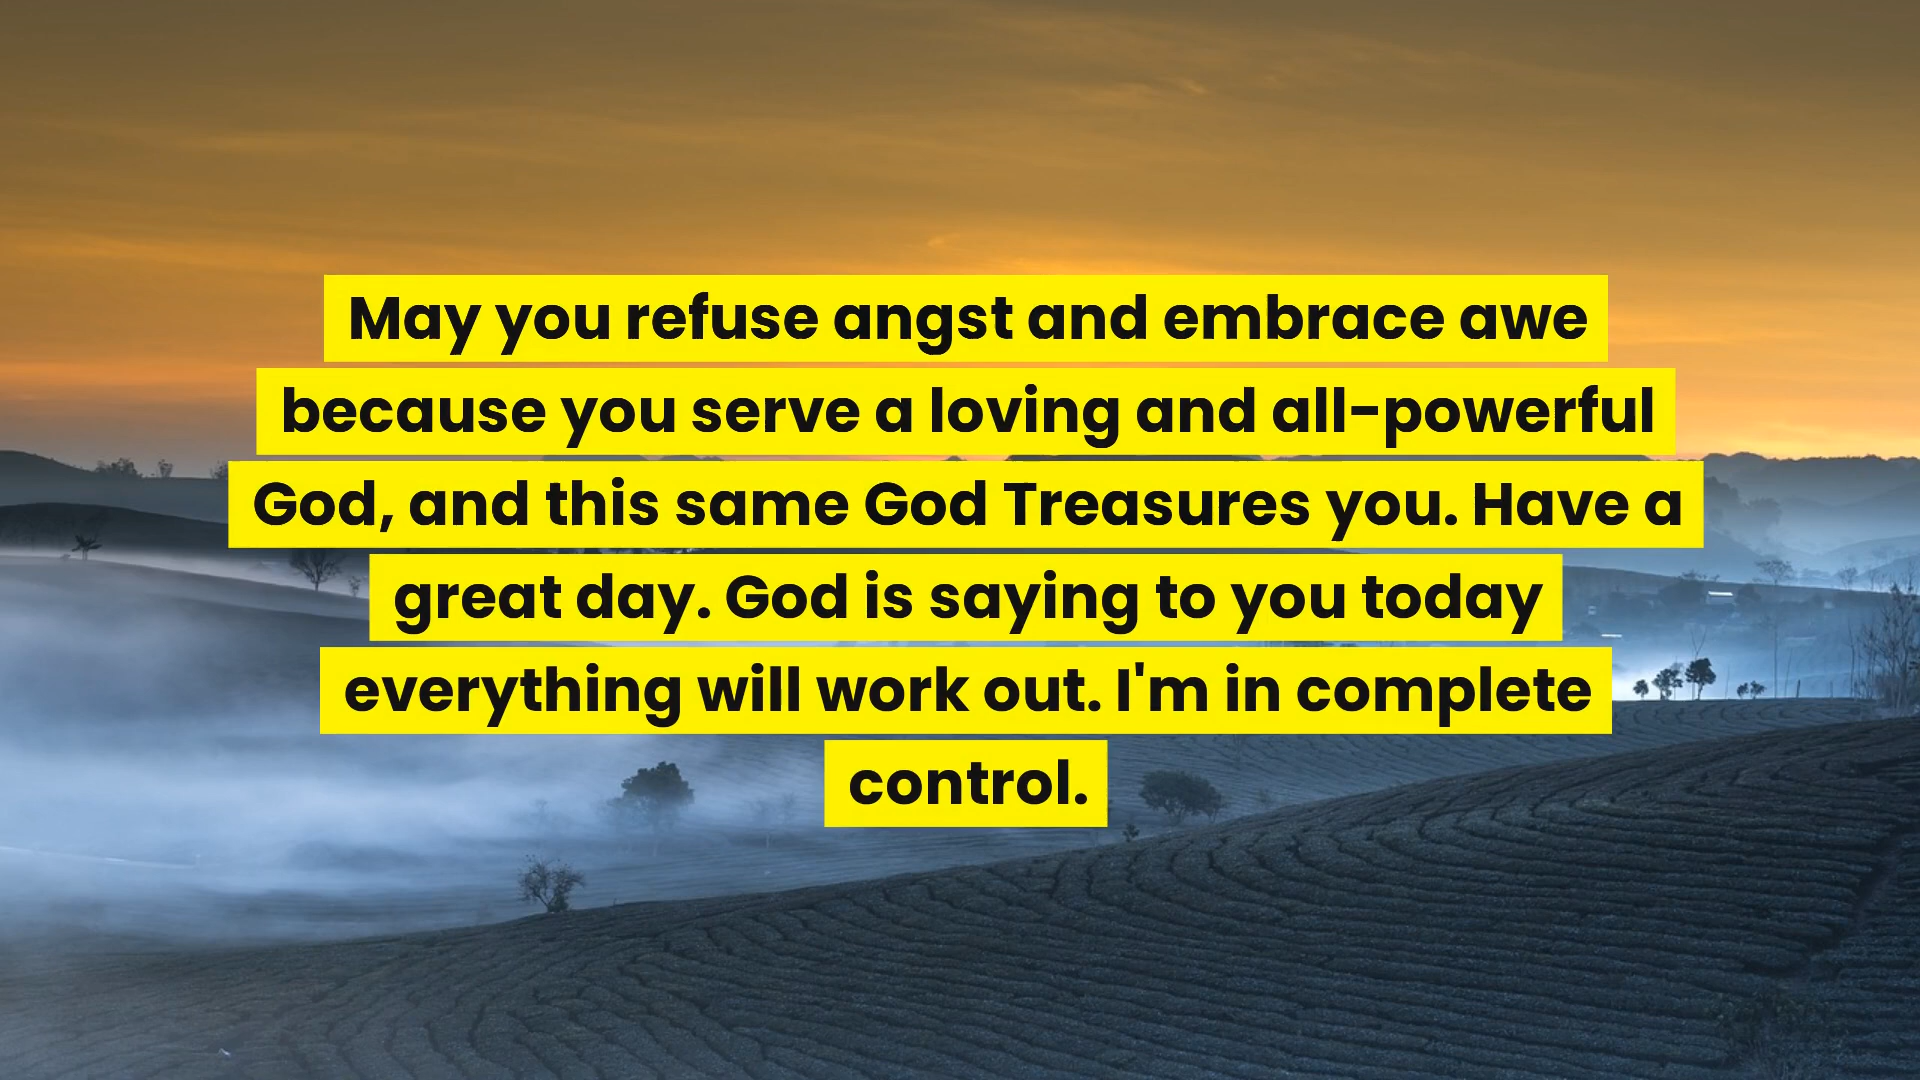 May you refuse angst and embrace awe
because you serve a loving and all-powerful
God, and this same God Treasures you. Have a
great day. God is saying to you today
everything will work out. I'm in complete
control.